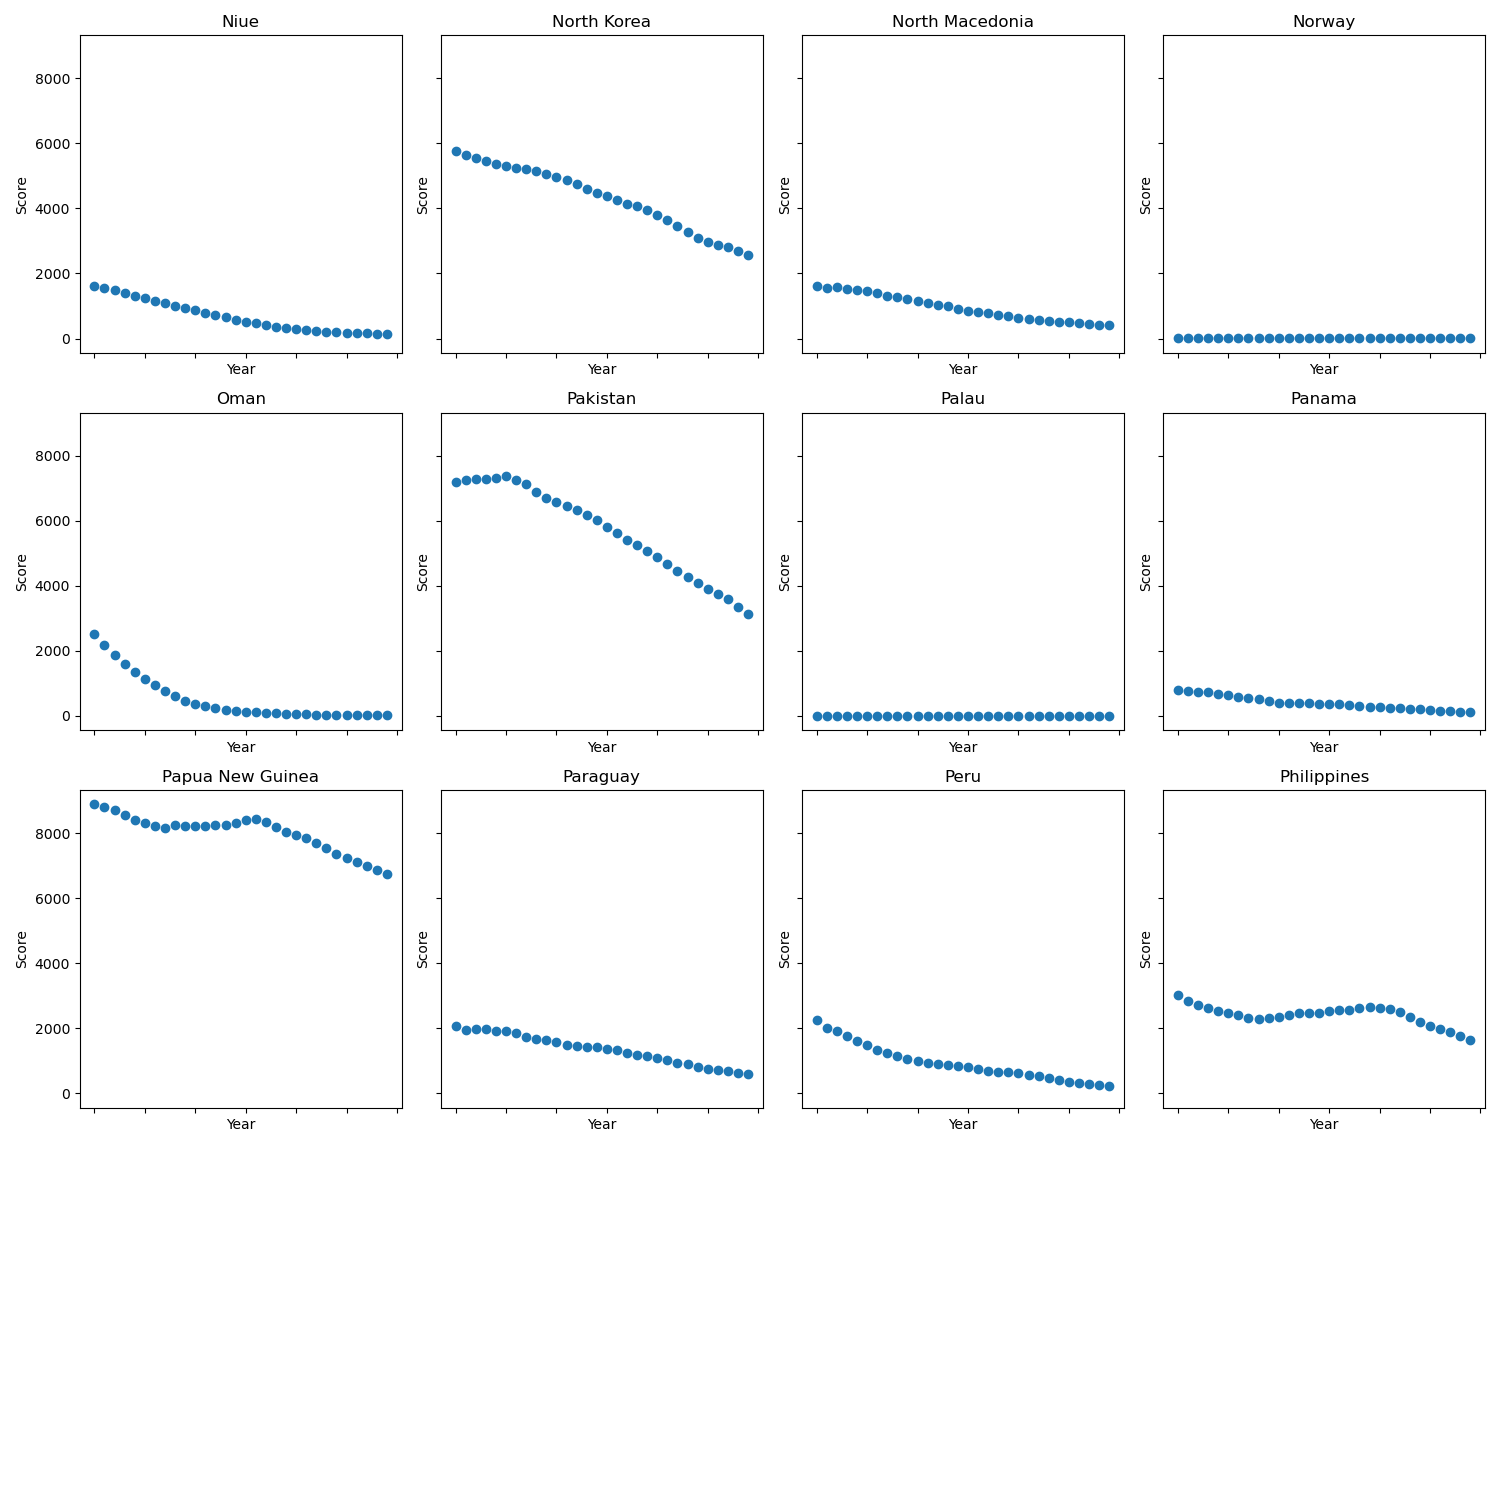 Niue
North Korea
North Macedonia
Norway
8000
6000
4000
2000
0
Score
Score
Score
Score
Year
Year
Year
Year
Oman
Pakistan
Palau
Panama
8000
6000
4000
2000
0
Score
Score
Score
Score
Year
Year
Year
Year
Papua New Guinea
Paraguay
Peru
Philippines
8000
6000
4000
2000
0
Score
Score
Score
Score
Year
Year
Year
Year